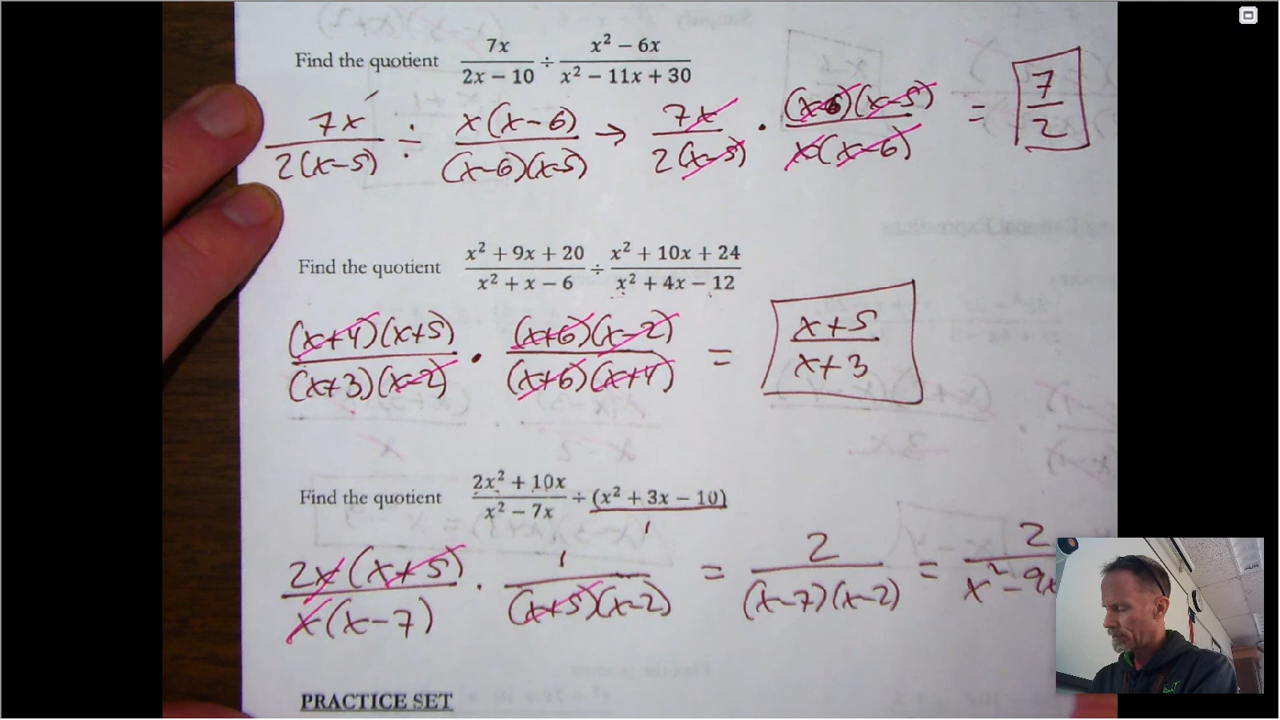 Find the quotient 7x/(2x − 10) ÷ (x² − 6x)/(x² − 11x + 30)
7x/2(x-5) ÷ x(x-6)/(x-6)(x-5) → 7x/2(x-5) · (x-6)(x-5)/x(x-6) = 7/2
Find the quotient (x² + 9x + 20)/(x² + x − 6) ÷ (x² + 10x + 24)/(x² + 4x − 12)
(x+4)(x+5)/(x+3)(x-2) · (x+6)(x-2)/(x+6)(x+4) = x+5/x+3
Find the quotient (2x² + 10x)/(x² − 7x) ÷ (x² + 3x − 10)/1
2x(x+5)/x(x-7) · 1/(x+5)(x-2) = 2/(x-7)(x-2) = 2/x²-9x
PRACTICE SET